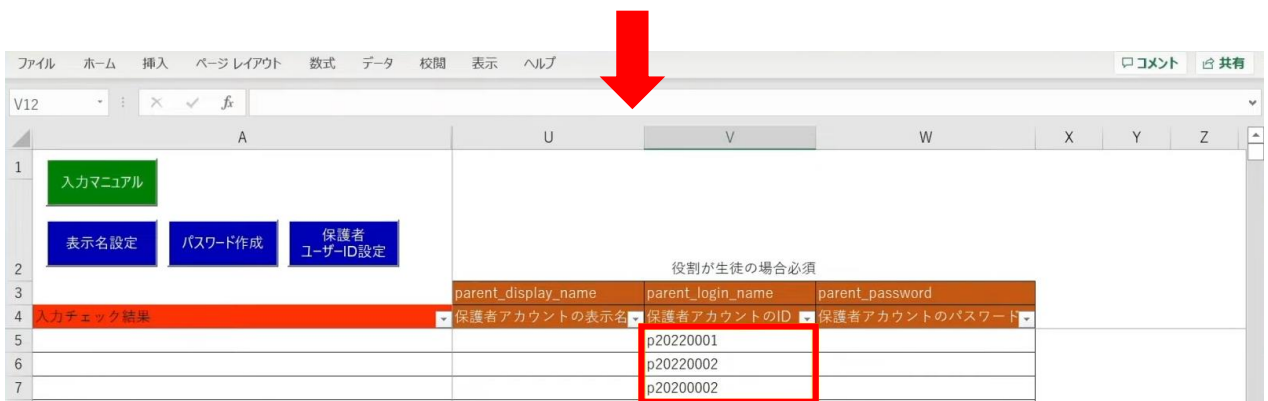 ファイル ホーム 挿入 ページ レイアウト 数式 データ 校閲 表示 ヘルプ コメント 共有
V12 fx
A U V W X Y Z
1
入力マニュアル
表示名設定 パスワード作成 保護者
ユーザーID設定
2 役割が生徒の場合必須
3 parent_display_name parent_login_name parent_password
4 入力チェック結果 保護者アカウントの表示名 保護者アカウントのID 保護者アカウントのパスワード
5 p20220001
6 p20220002
7 p20200002